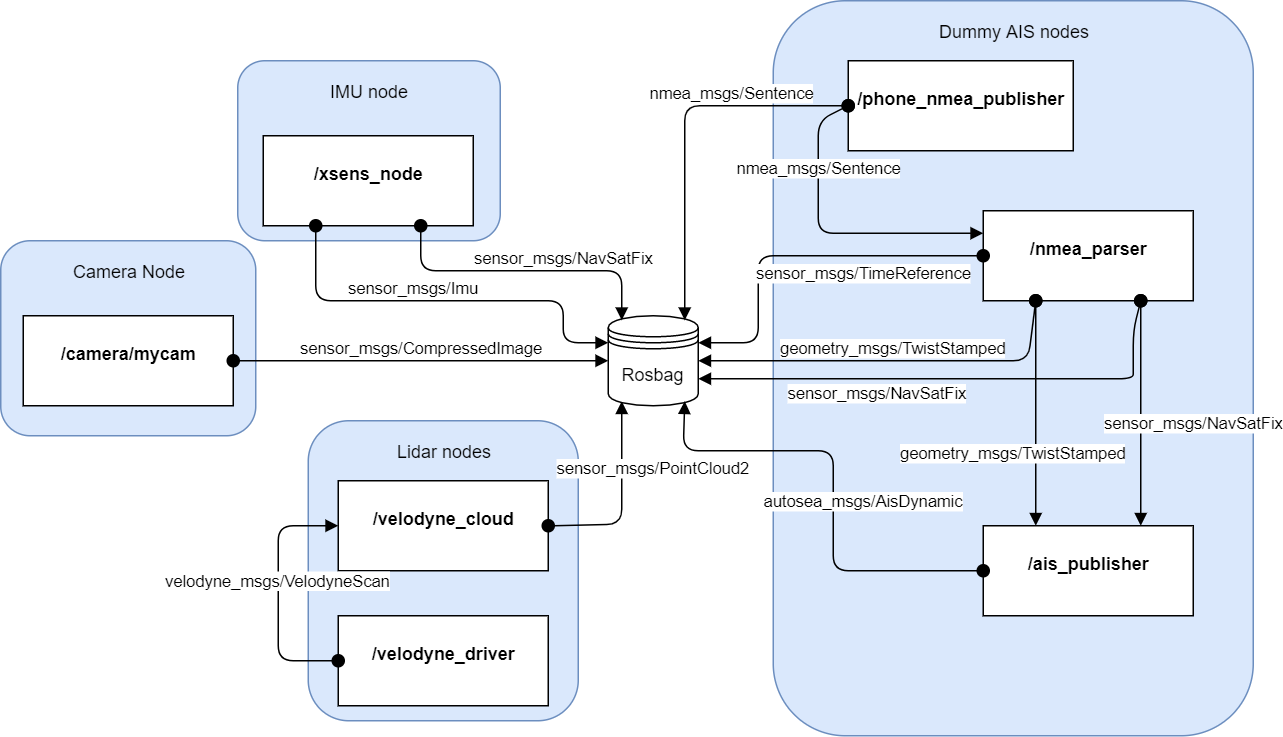 Dummy AIS nodes
/phone_nmea_publisher
nmea_msgs/Sentence
nmea_msgs/Sentence
IMU node
/xsens_node
/nmea_parser
sensor_msgs/NavSatFix
sensor_msgs/TimeReference
sensor_msgs/Imu
Camera Node
/camera/mycam
sensor_msgs/CompressedImage
geometry_msgs/TwistStamped
Rosbag
sensor_msgs/NavSatFix
sensor_msgs/NavSatFix
geometry_msgs/TwistStamped
Lidar nodes
sensor_msgs/PointCloud2
autosea_msgs/AisDynamic
/velodyne_cloud
/ais_publisher
velodyne_msgs/VelodyneScan
/velodyne_driver